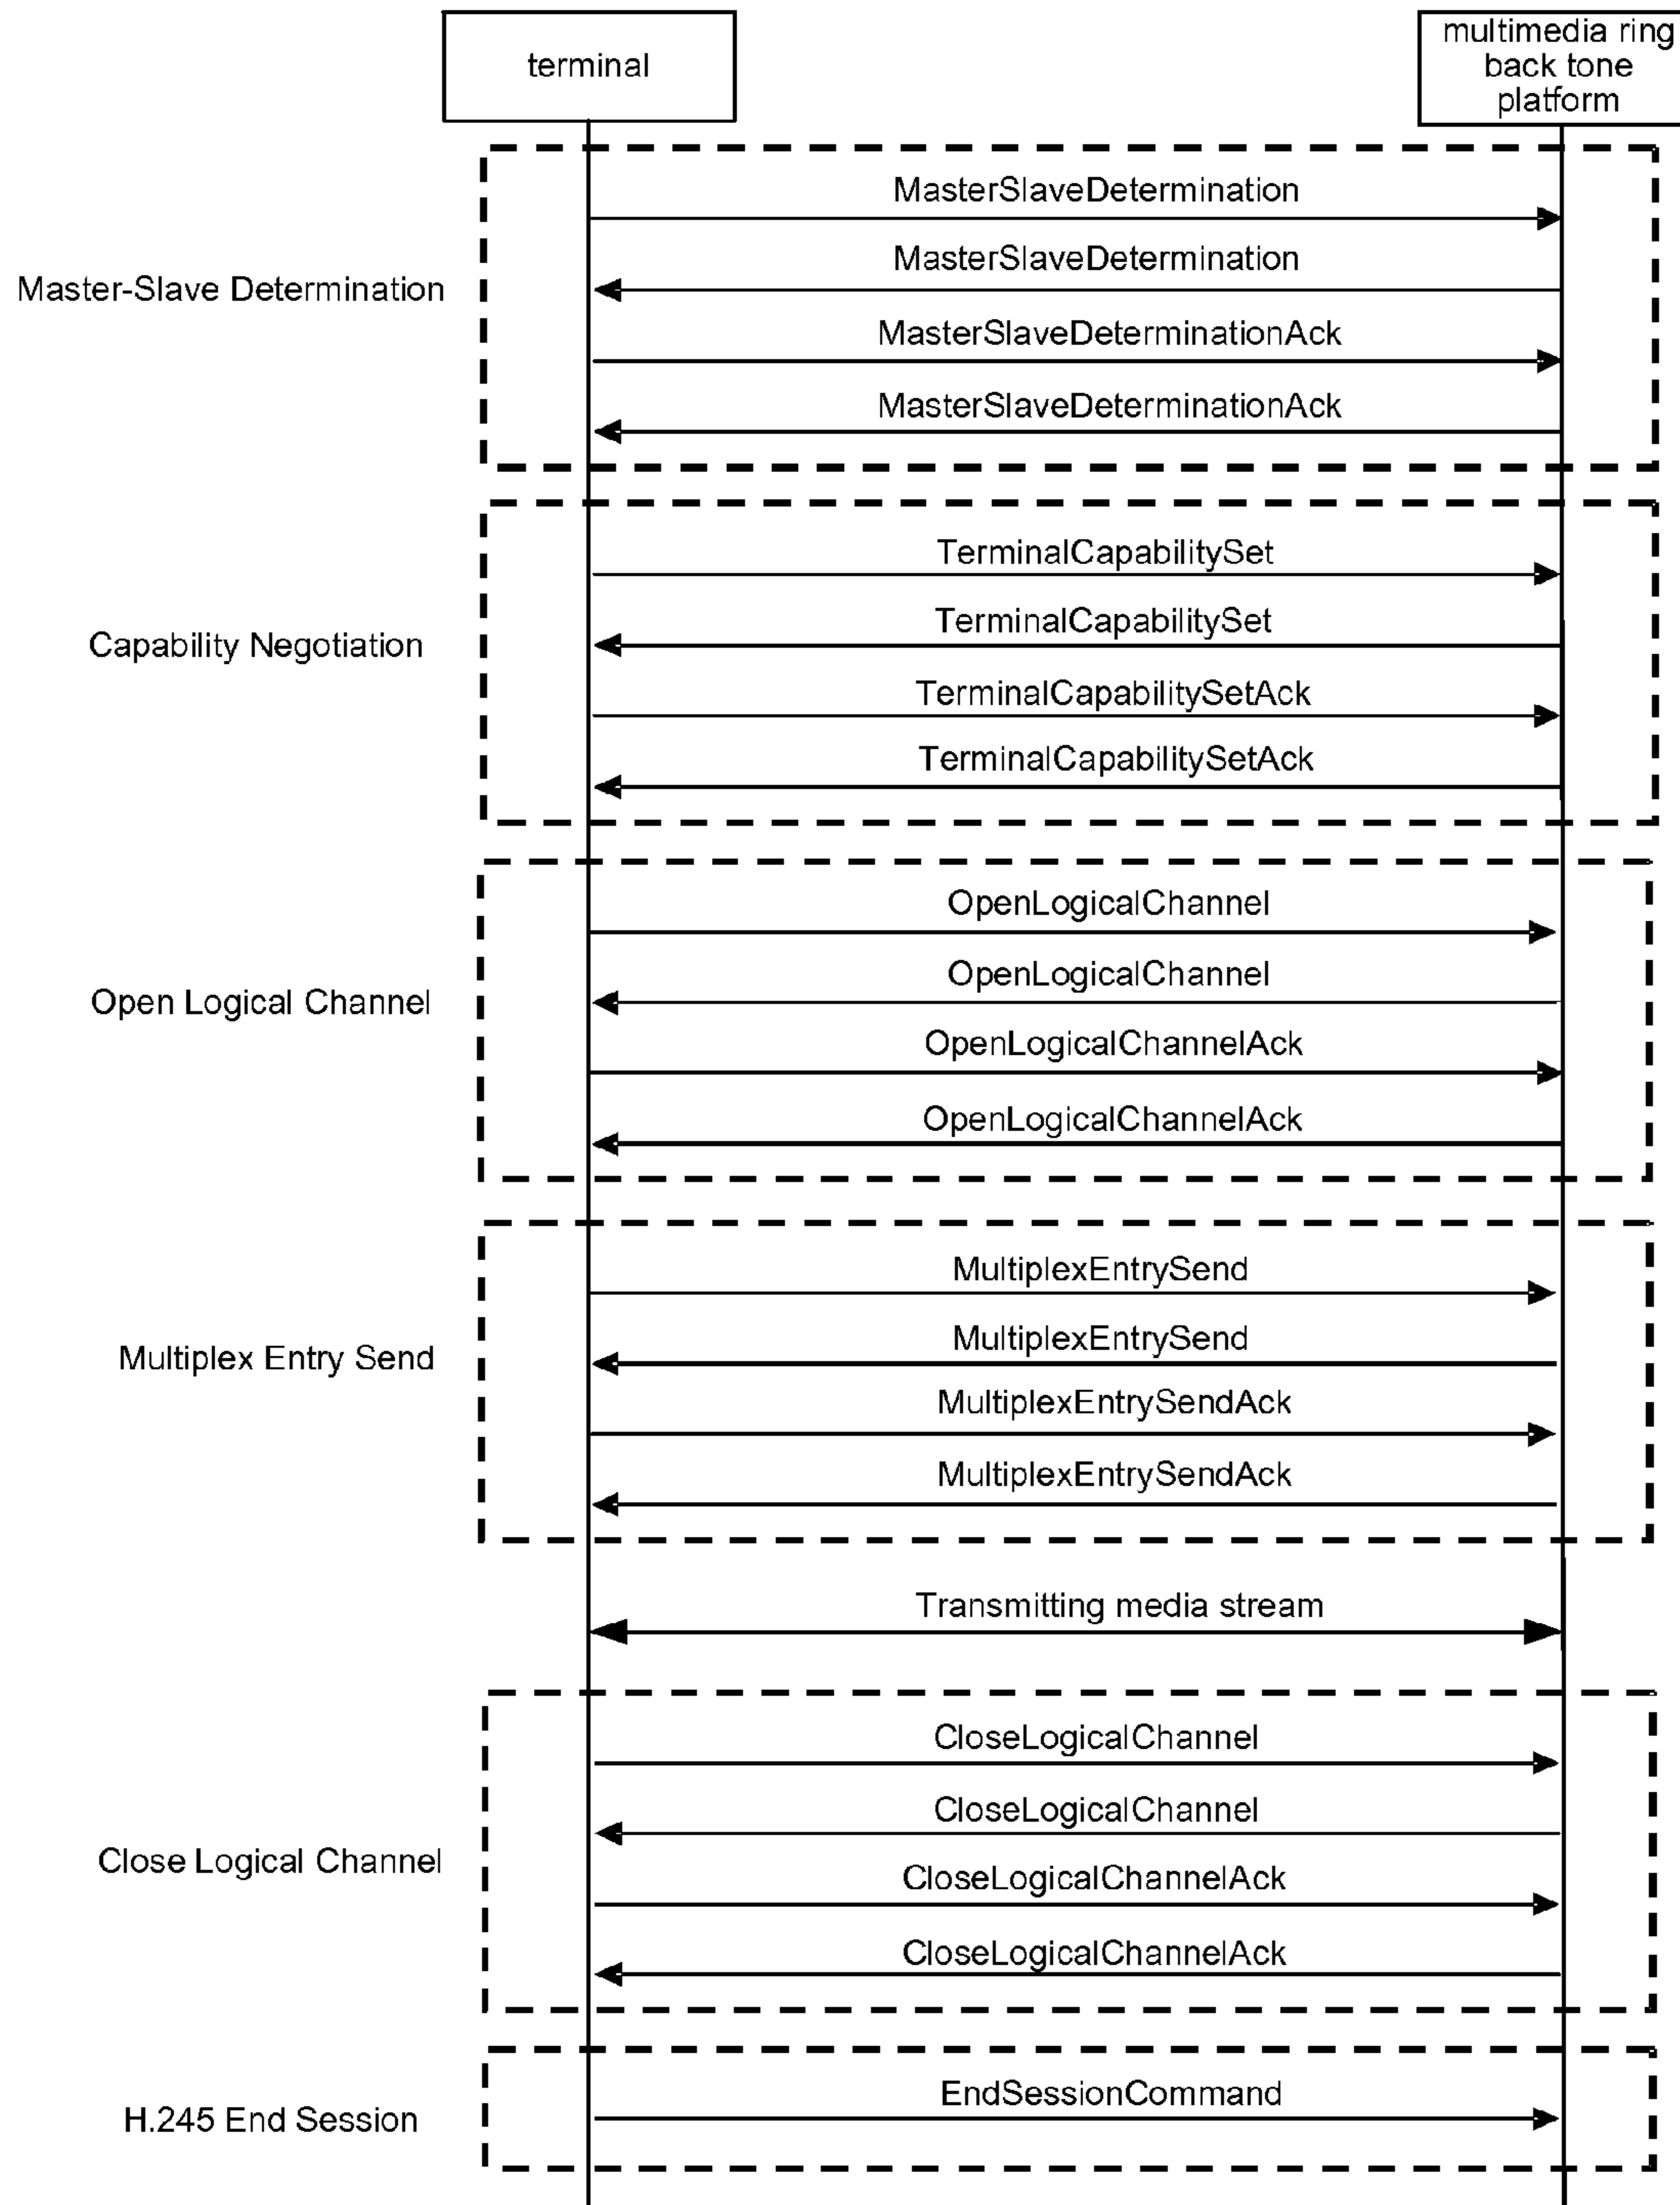 terminal
multimedia ring
back tone
platform
MasterSlaveDetermination
MasterSlaveDetermination
Master-Slave Determination
MasterSlaveDeterminationAck
MasterSlaveDeterminationAck
TerminalCapabilitySet
TerminalCapabilitySet
Capability Negotiation
TerminalCapabilitySetAck
TerminalCapabilitySetAck
OpenLogicalChannel
OpenLogicalChannel
Open Logical Channel
OpenLogicalChannelAck
OpenLogicalChannelAck
MultiplexEntrySend
MultiplexEntrySend
Multiplex Entry Send
MultiplexEntrySendAck
MultiplexEntrySendAck
Transmitting media stream
CloseLogicalChannel
CloseLogicalChannel
Close Logical Channel
CloseLogicalChannelAck
CloseLogicalChannelAck
EndSessionCommand
H.245 End Session